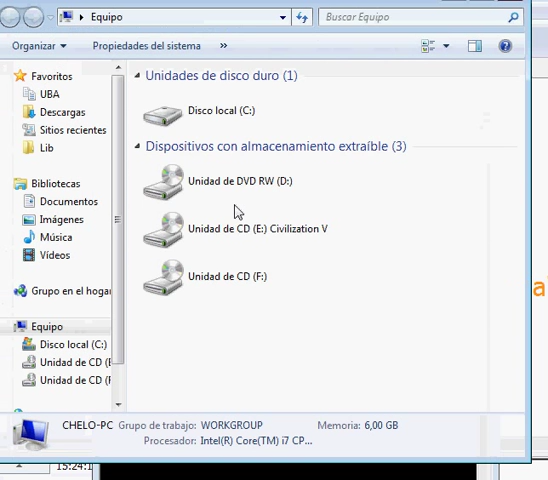 Equipo
Buscar Equipo
Organizar Propiedades del sistema »
Favoritos
UBA
Descargas
Sitios recientes
Lib
Bibliotecas
Documentos
Imágenes
Música
Vídeos
Grupo en el hogar
Equipo
Disco local (C:)
Unidad de CD (E
Unidad de CD (F
Unidades de disco duro (1)
Disco local (C:)
Dispositivos con almacenamiento extraíble (3)
Unidad de DVD RW (D:)
Unidad de CD (E:) Civilization V
Unidad de CD (F:)
CHELO-PC Grupo de trabajo: WORKGROUP Memoria: 6,00 GB
Procesador: Intel(R) Core(TM) i7 CP...
15:24:1
a